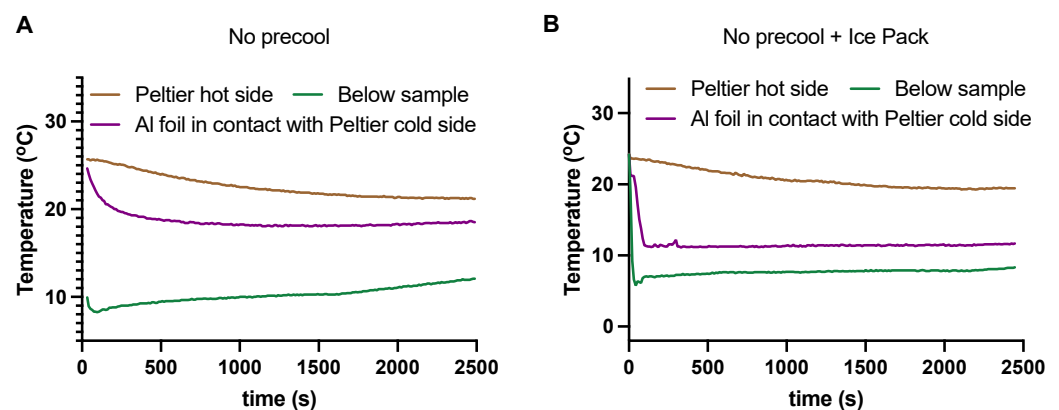 A
No precool
Peltier hot side
Below sample
Al foil in contact with Peltier cold side
Temperature (ºC)
30
20
10
0
500
1000
1500
2000
2500
time (s)
B
No precool + Ice Pack
Peltier hot side
Below sample
Al foil in contact with Peltier cold side
Temperature (ºC)
30
20
10
0
0
500
1000
1500
2000
2500
time (s)